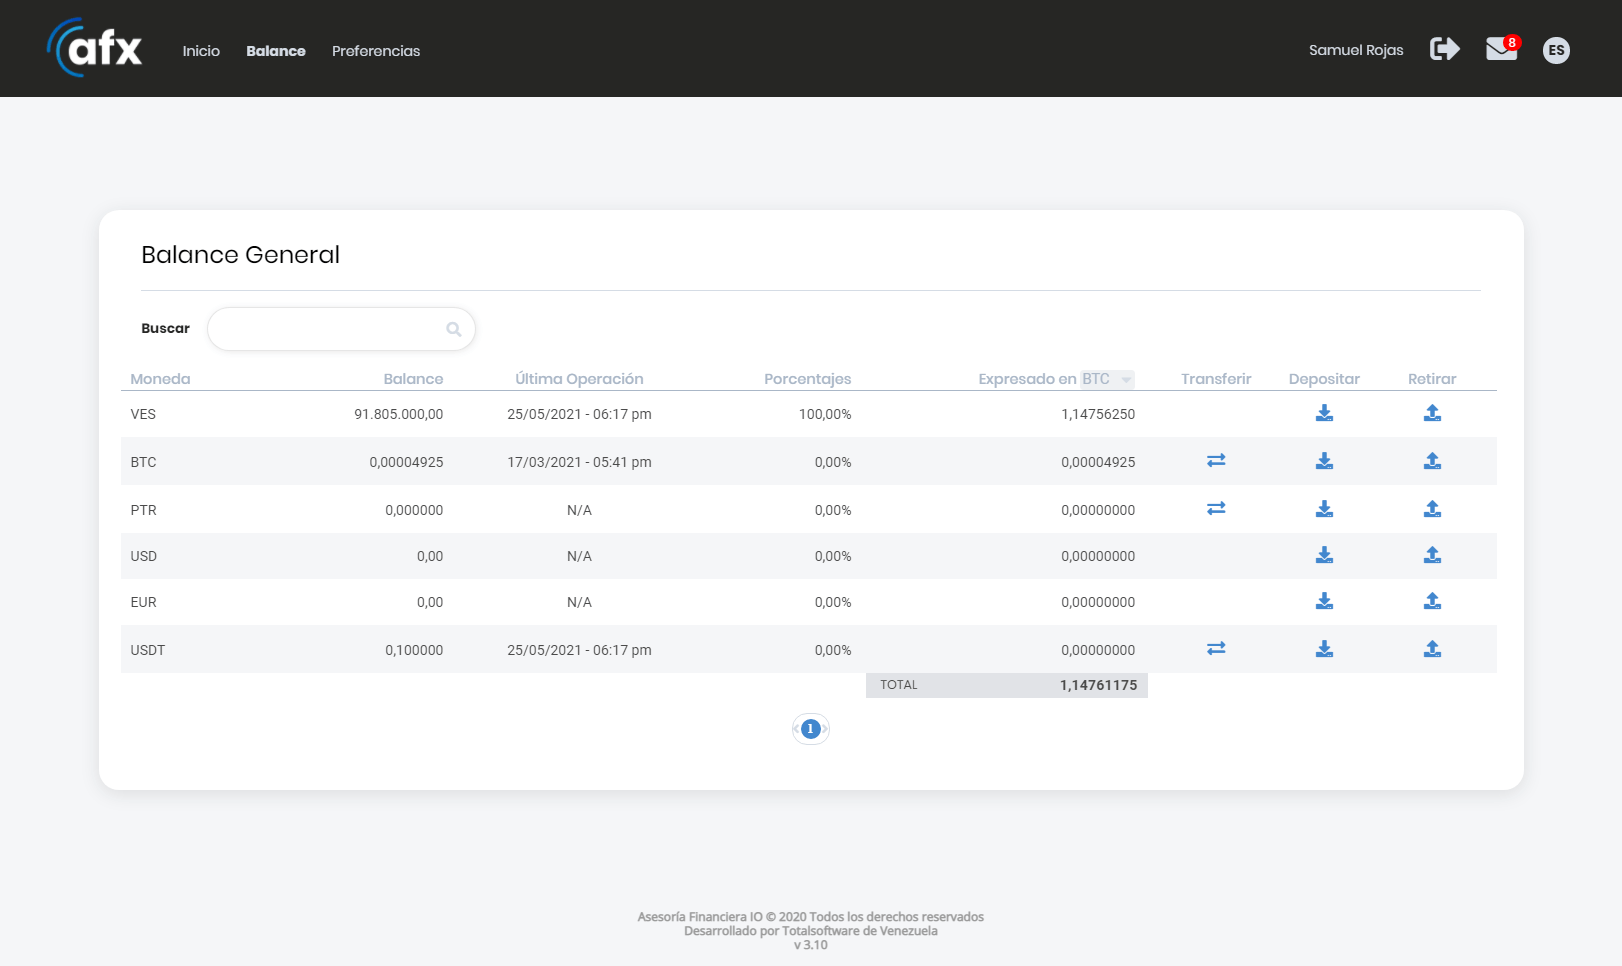 afx
Inicio Balance Preferencias
Samuel Rojas 8 ES
Balance General
Buscar
Moneda Balance Última Operación Porcentajes Expresado en BTC Transferir Depositar Retirar
VES 91.805.000,00 25/05/2021 - 06:17 pm 100,00% 1,14756250
BTC 0,00004925 17/03/2021 - 05:41 pm 0,00% 0,00004925
PTR 0,000000 N/A 0,00% 0,00000000
USD 0,00 N/A 0,00% 0,00000000
EUR 0,00 N/A 0,00% 0,00000000
USDT 0,100000 25/05/2021 - 06:17 pm 0,00% 0,00000000
TOTAL 1,14761175
1
Asesoría Financiera IO © 2020 Todos los derechos reservados
Desarrollado por Totalsoftware de Venezuela
v 3.10